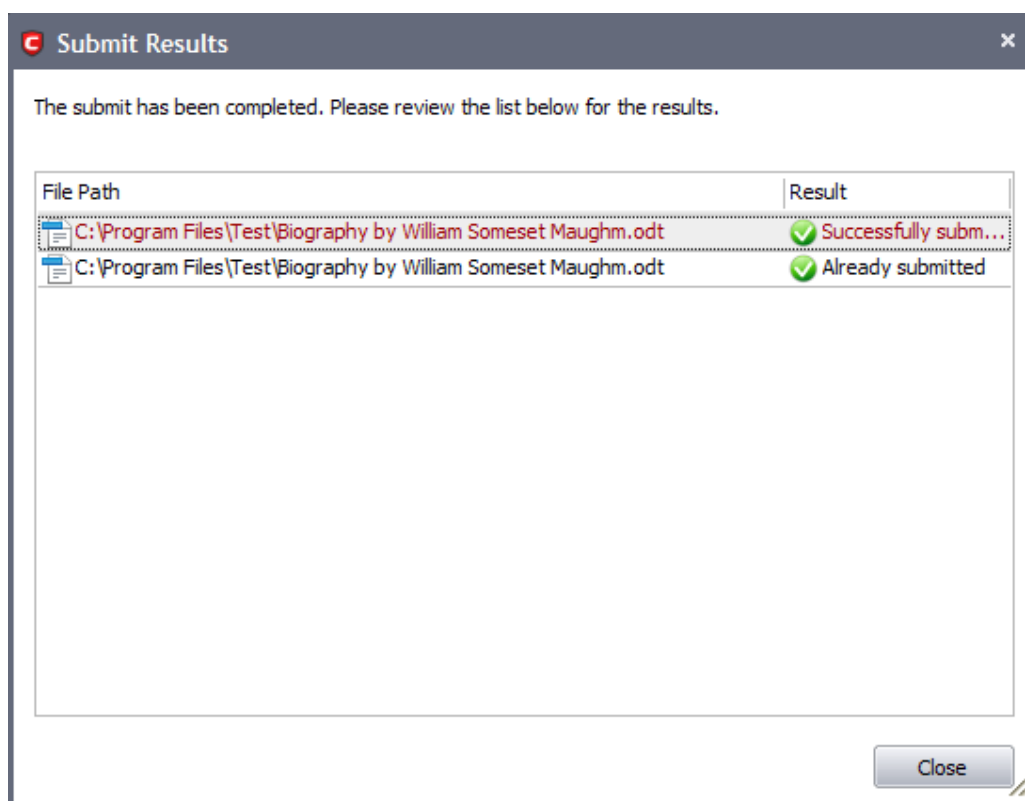 Submit Results
The submit has been completed. Please review the list below for the results.
File Path Result
C:\Program Files\Test\Biography by William Someset Maughm.odt Successfully subm...
C:\Program Files\Test\Biography by William Someset Maughm.odt Already submitted
Close